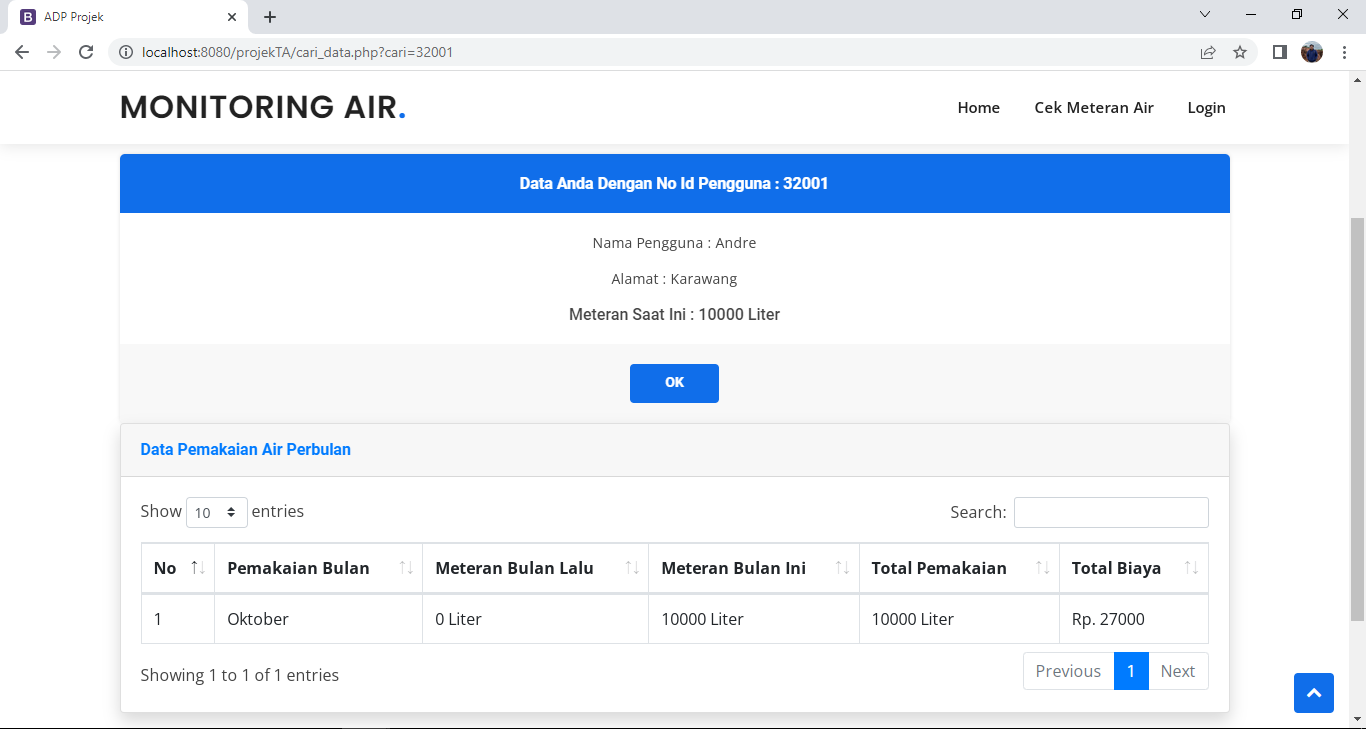 ADP Projek
localhost:8080/projekTA/cari_data.php?cari=32001
MONITORING AIR.
Home Cek Meteran Air Login
Data Anda Dengan No Id Pengguna : 32001
Nama Pengguna : Andre
Alamat : Karawang
Meteran Saat Ini : 10000 Liter
OK
Data Pemakaian Air Perbulan
Show 10 entries Search:
No Pemakaian Bulan Meteran Bulan Lalu Meteran Bulan Ini Total Pemakaian Total Biaya
1 Oktober 0 Liter 10000 Liter 10000 Liter Rp. 27000
Showing 1 to 1 of 1 entries Previous 1 Next